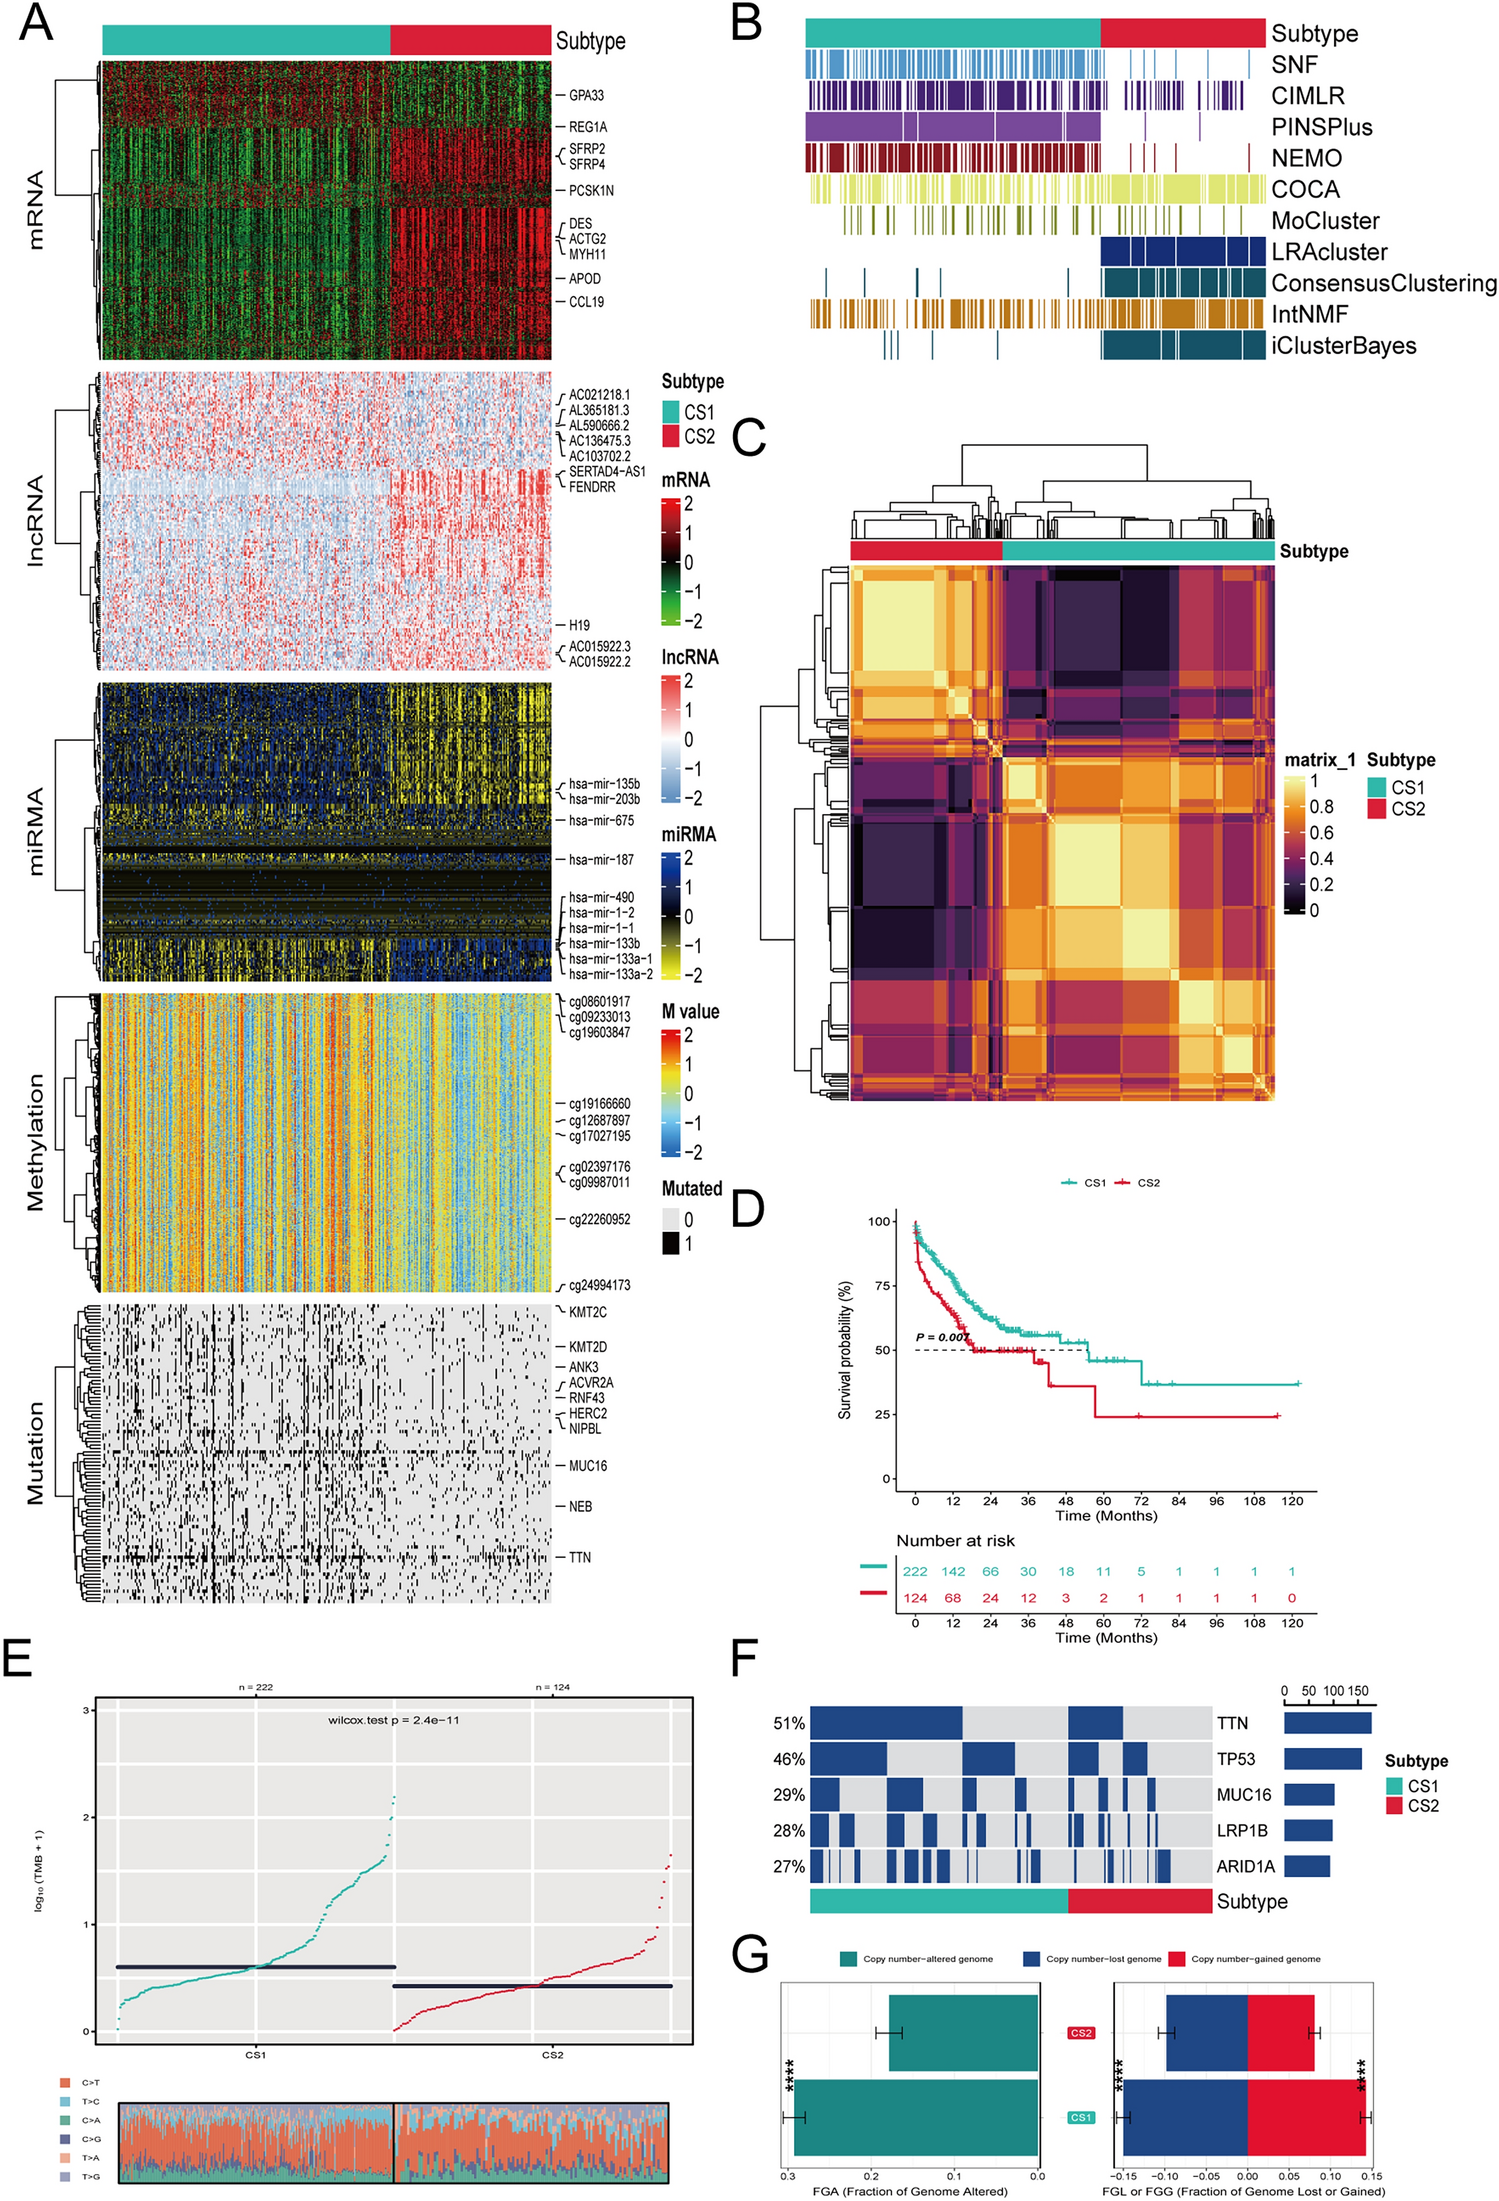 A
Subtype
mRNA
GPA33
REG1A
SFRP2
SFRP4
PCSK1N
DES
ACTG2
MYH11
APOD
CCL19
lncRNA
AC021218.1
AL365181.3
AL590666.2
AC136475.3
AC103702.2
SERTAD4-AS1
FENDRR
H19
AC015922.3
AC015922.2
miRMA
hsa-mir-135b
hsa-mir-203b
hsa-mir-675
hsa-mir-187
hsa-mir-490
hsa-mir-1-2
hsa-mir-1-1
hsa-mir-133b
hsa-mir-133a-1
hsa-mir-133a-2
Methylation
cg08601917
cg09233013
cg19603847
cg19166660
cg12687897
cg17027195
cg02397176
cg09987011
cg22260952
cg24994173
Mutation
KMT2C
KMT2D
ANK3
ACVR2A
RNF43
HERC2
NIPBL
MUC16
NEB
TTN
Subtype
CS1
CS2
mRNA
2
1
0
-1
-2
lncRNA
2
1
0
-1
-2
miRMA
2
1
0
-1
-2
M value
2
1
0
-1
-2
Mutated
0
1
B
Subtype
SNF
CIMLR
PINSPlus
NEMO
COCA
MoCluster
LRAcluster
ConsensusClustering
IntNMF
iClusterBayes
C
Subtype
matrix_1
1
0.8
0.6
0.4
0.2
0
Subtype
CS1
CS2
D
CS1 CS2
Survival probability (%)
100
75
50
25
0
P = 0.007
0 12 24 36 48 60 72 84 96 108 120
Time (Months)
Number at risk
222 142 66 30 18 11 5 1 1 1 1
124 68 24 12 3 2 1 1 1 1 0
0 12 24 36 48 60 72 84 96 108 120
Time (Months)
E
n = 222 n = 124
wilcox.test p = 2.4e-11
log₁₀ (TMB + 1)
3
2
1
0
CS1 CS2
C>T
T>C
C>A
C>G
T>A
T>G
F
0 50 100 150
51% TTN
46% TP53
29% MUC16
28% LRP1B
27% ARID1A
Subtype
Subtype
CS1
CS2
G
Copy number-altered genome Copy number-lost genome Copy number-gained genome
CS2
CS1
****
****
****
0.3 0.2 0.1 0.0
FGA (Fraction of Genome Altered)
-0.15 -0.10 -0.05 0.00 0.05 0.10 0.15
FGL or FGG (Fraction of Genome Lost or Gained)